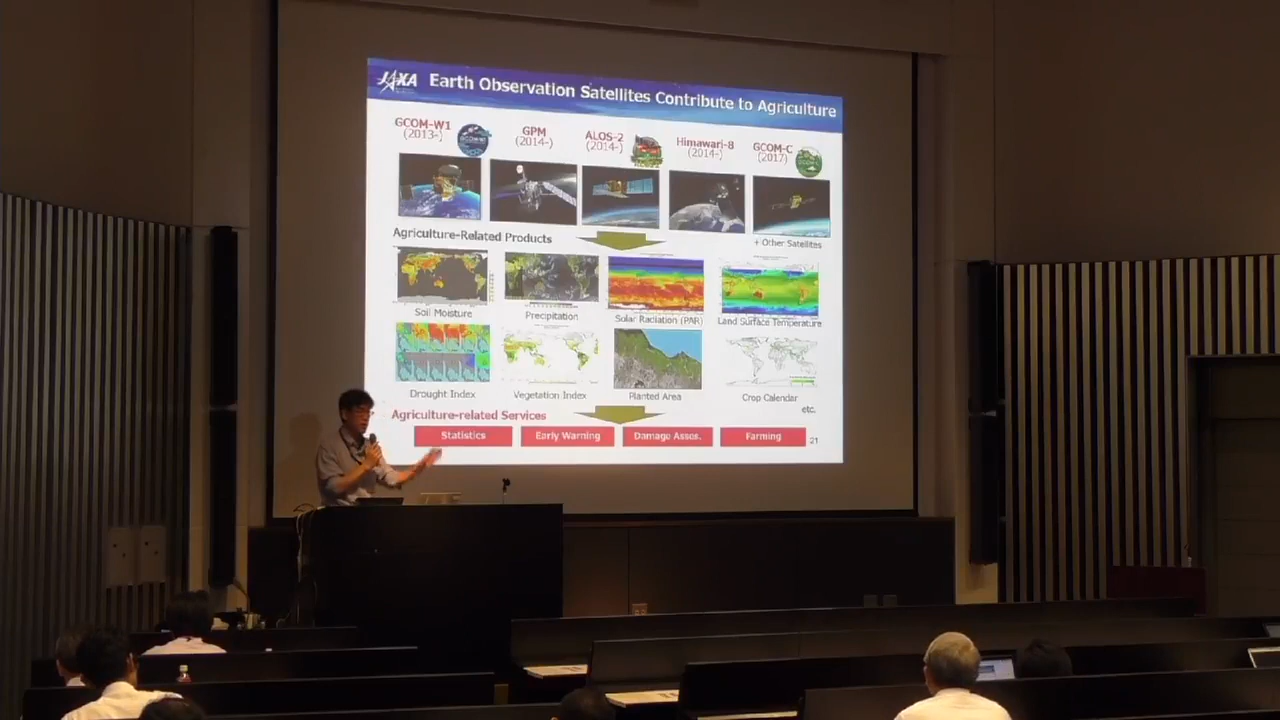 JAXA Earth Observation Satellites Contribute to Agriculture
GCOM-W1
(2013-)
GPM
(2014-)
ALOS-2
(2014-)
Himawari-8
(2014-)
GCOM-C
(2017)
Agriculture-Related Products
+ Other Satellites
Soil Moisture
Precipitation
Solar Raciation (PAR)
Land Surface Temperature
Drought Index
Vegetation Index
Planted Area
Crop Calendar
etc.
Agriculture-related Services
Statistics
Early Warning
Damage Asses.
Farming
21